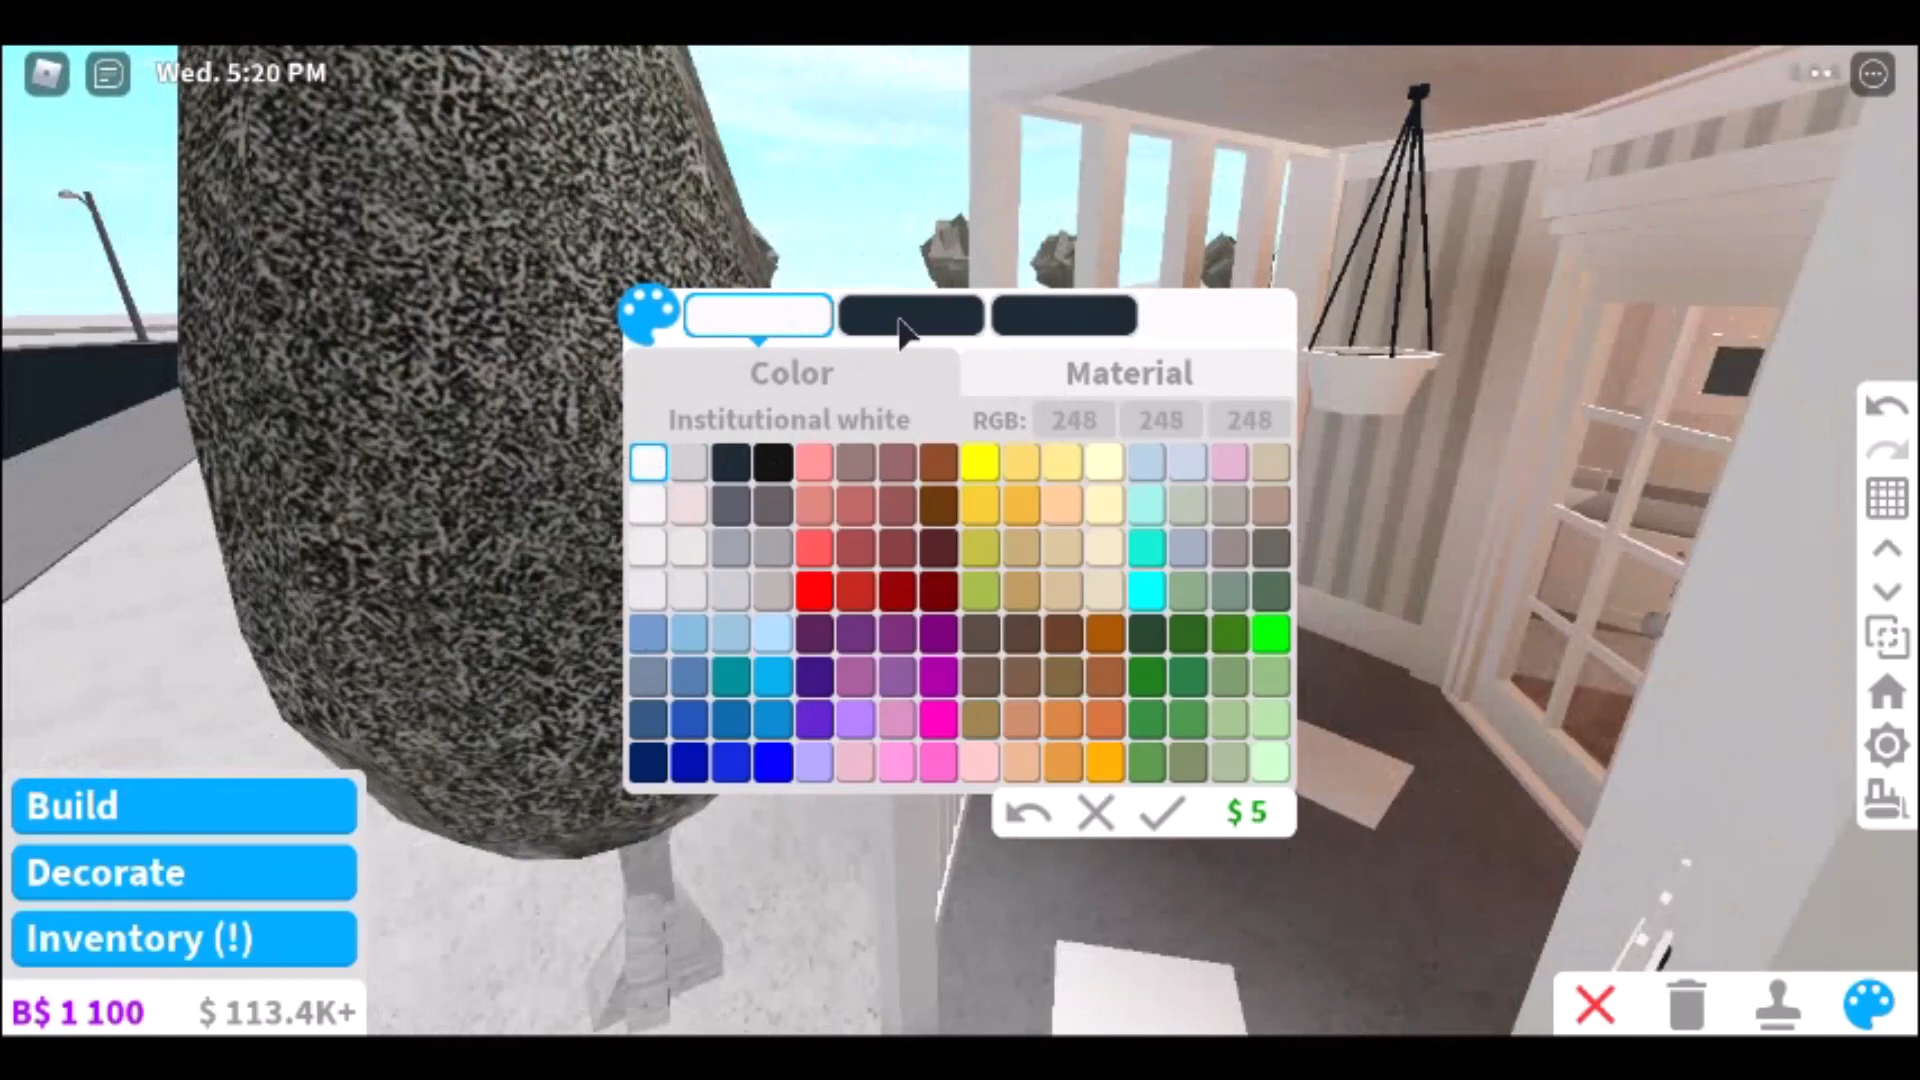 Wed. 5:20 PM
Color
Material
Institutional white
RGB: 248 248 248
$ 5
Build
Decorate
Inventory (!)
B$ 1 100
$ 113.4K+